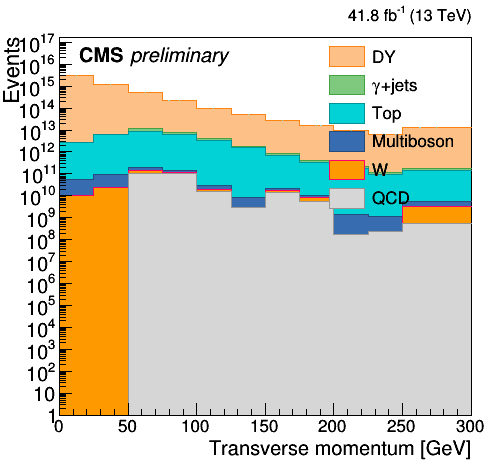 41.8 fb⁻¹ (13 TeV)
Events
CMS preliminary
DY
γ+jets
Top
Multiboson
W
QCD
10¹⁷
10¹⁶
10¹⁵
10¹⁴
10¹³
10¹²
10¹¹
10¹⁰
10⁹
10⁸
10⁷
10⁶
10⁵
10⁴
10³
10²
10
1
0 50 100 150 200 250 300
Transverse momentum [GeV]